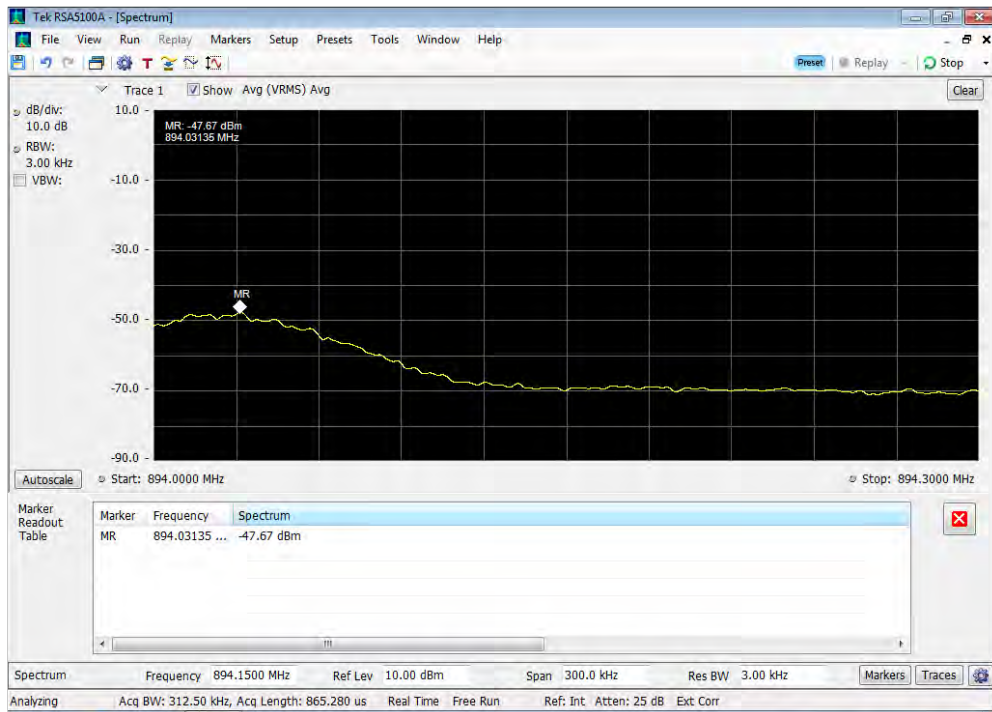 Tek RSA5100A - [Spectrum]
File View Run Replay Markers Setup Presets Tools Window Help
Preset Replay Stop
Trace 1 Show Avg (VRMS) Avg Clear
dB/div:
10.0 dB
RBW:
3.00 kHz
VBW:
10.0
-10.0
-30.0
-50.0
-70.0
-90.0
MR: -47.67 dBm
894.03135 MHz
MR
Autoscale Start: 894.0000 MHz Stop: 894.3000 MHz
Marker Readout Table
Marker Frequency Spectrum
MR 894.03135 ... -47.67 dBm
Spectrum Frequency 894.1500 MHz Ref Lev 10.00 dBm Span 300.0 kHz Res BW 3.00 kHz Markers Traces
Analyzing Acq BW: 312.50 kHz, Acq Length: 865.280 us Real Time Free Run Ref: Int Atten: 25 dB Ext Corr